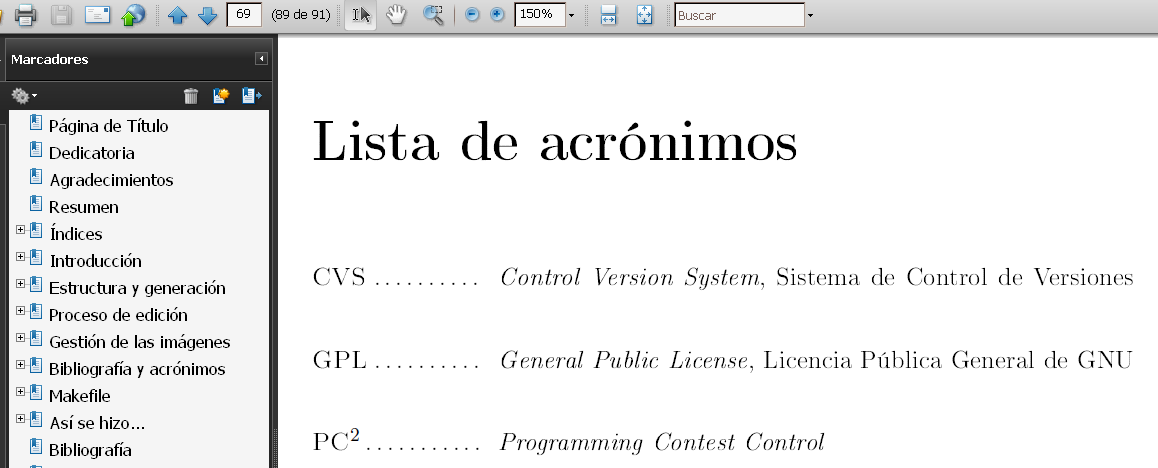 69 (89 de 91) 150% Buscar
Marcadores
Página de Título
Dedicatoria
Agradecimientos
Resumen
Índices
Introducción
Estructura y generación
Proceso de edición
Gestión de las imágenes
Bibliografía y acrónimos
Makefile
Así se hizo...
Bibliografía
Lista de acrónimos
CVS .......... Control Version System, Sistema de Control de Versiones
GPL .......... General Public License, Licencia Pública General de GNU
PC² ........... Programming Contest Control